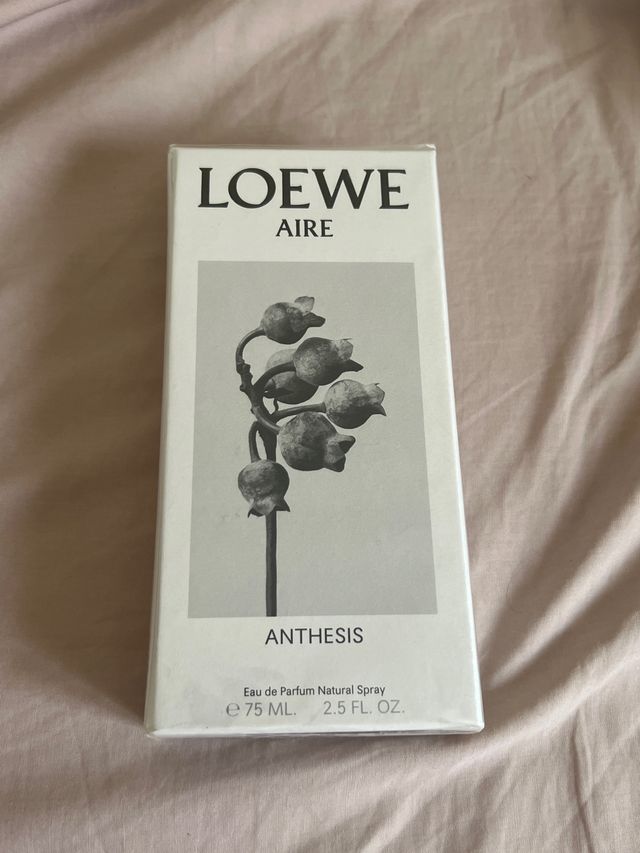 LOEWE
AIRE
ANTHESIS
Eau de Parfum Natural Spray
℮ 75 ML. 2.5 FL. OZ.